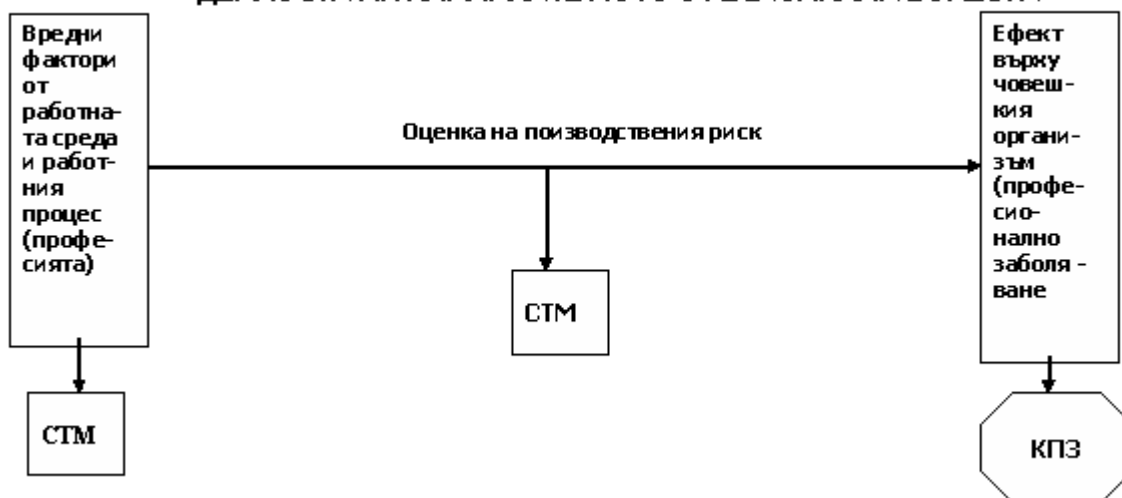 Вредни
фактори
от
работна-
та среда
и работ-
ния
процес
(профе-
сията)
Оценка на поизводствения риск
Ефект
върху
човеш-
кия
органи-
зъм
(профе-
сио-
нално
заболя -
ване
СТМ
СТМ
КПЗ